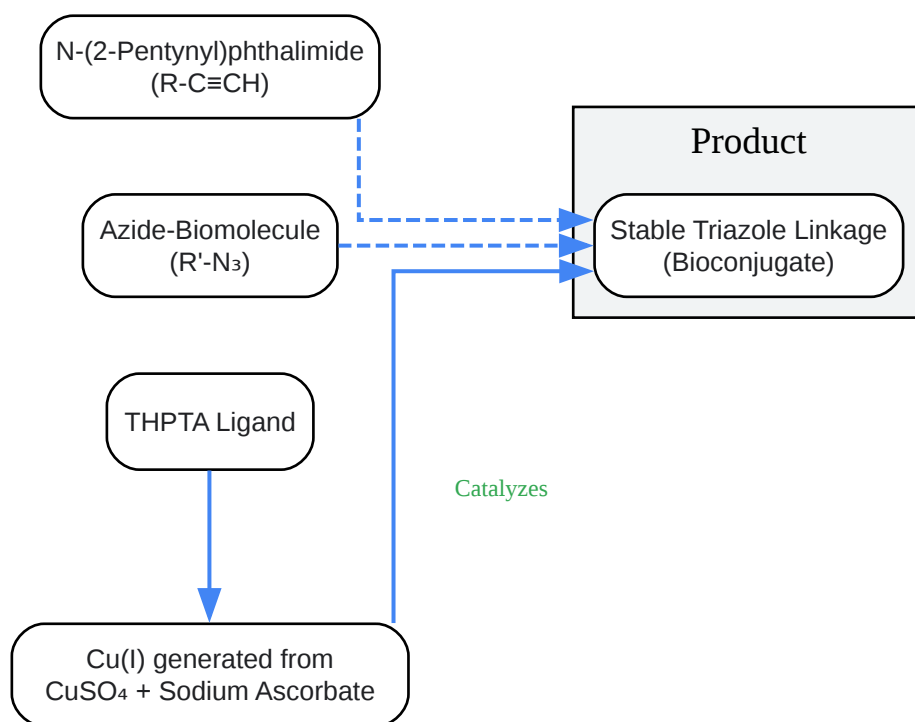 N-(2-Pentynyl)phthalimide
(R-C≡CH)
Product
Azide-Biomolecule
(R'-N₃)
Stable Triazole Linkage
(Bioconjugate)
THPTA Ligand
Catalyzes
Cu(I) generated from
CuSO₄ + Sodium Ascorbate